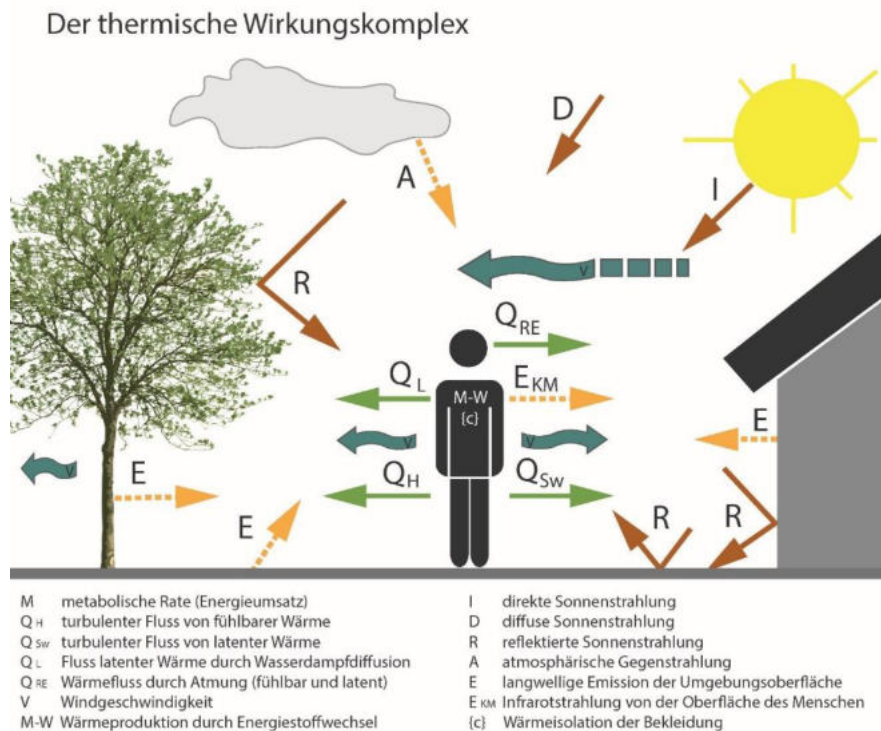 Der thermische Wirkungskomplex
D
A
I
V
R
Q RE
Q L
E KM
M-W
{c}
V
V
E
V
E
Q H
Q Sw
E
R
R
M metabolische Rate (Energieumsatz)
Q H turbulenter Fluss von fühlbarer Wärme
Q Sw turbulenter Fluss von latenter Wärme
Q L Fluss latenter Wärme durch Wasserdampfdiffusion
Q RE Wärmefluss durch Atmung (fühlbar und latent)
V Windgeschwindigkeit
M-W Wärmeproduktion durch Energiestoffwechsel
I direkte Sonnenstrahlung
D diffuse Sonnenstrahlung
R reflektierte Sonnenstrahlung
A atmosphärische Gegenstrahlung
E langwellige Emission der Umgebungsoberfläche
E KM Infrarotstrahlung von der Oberfläche des Menschen
{c} Wärmeisolation der Bekleidung